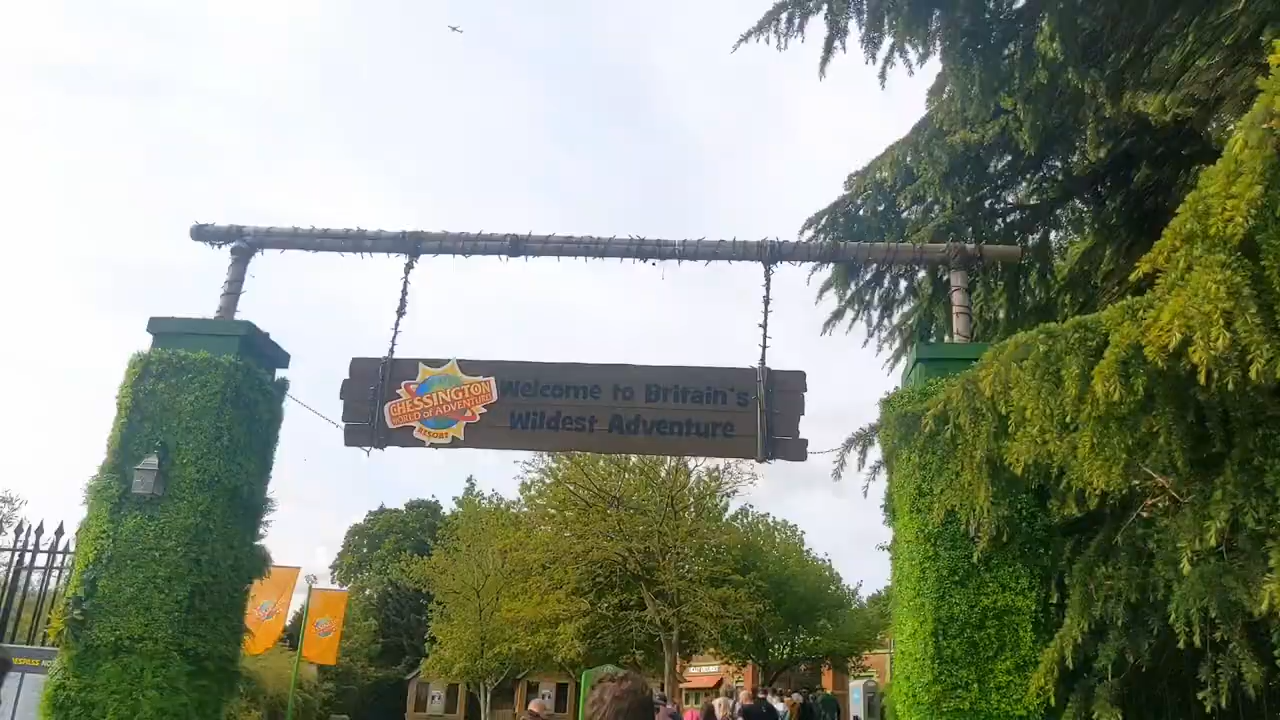 CHESSINGTON
WORLD of ADVENTURES
RESORT
Welcome to Britain's
Wildest Adventure